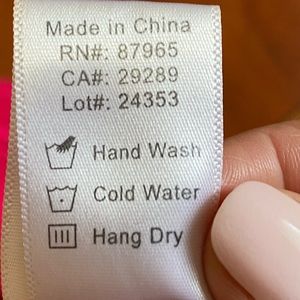 Made in China
RN#: 87965
CA#: 29289
Lot#: 24353
Hand Wash
Cold Water
Hang Dry